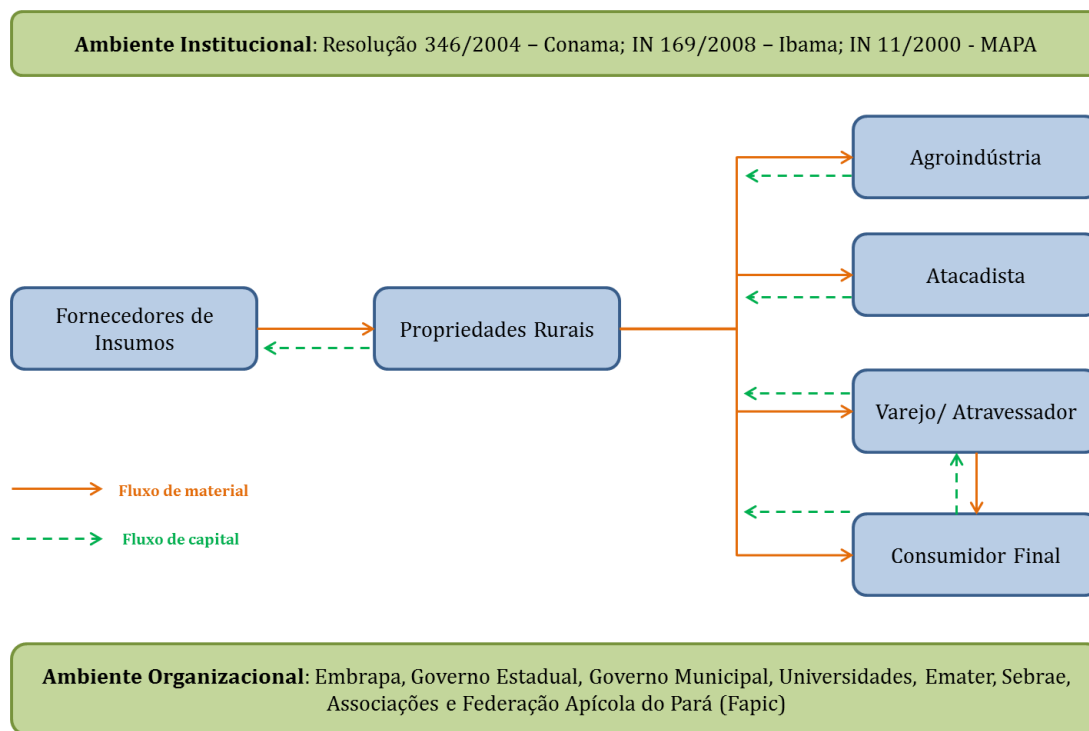 Ambiente Institucional: Resolução 346/2004 – Conama; IN 169/2008 – Ibama; IN 11/2000 - MAPA
Agroindústria
Atacadista
Fornecedores de
Insumos
Propriedades Rurais
Varejo/ Atravessador
Fluxo de material
Fluxo de capital
Consumidor Final
Ambiente Organizacional: Embrapa, Governo Estadual, Governo Municipal, Universidades, Emater, Sebrae,
Associações e Federação Apícola do Pará (Fapic)